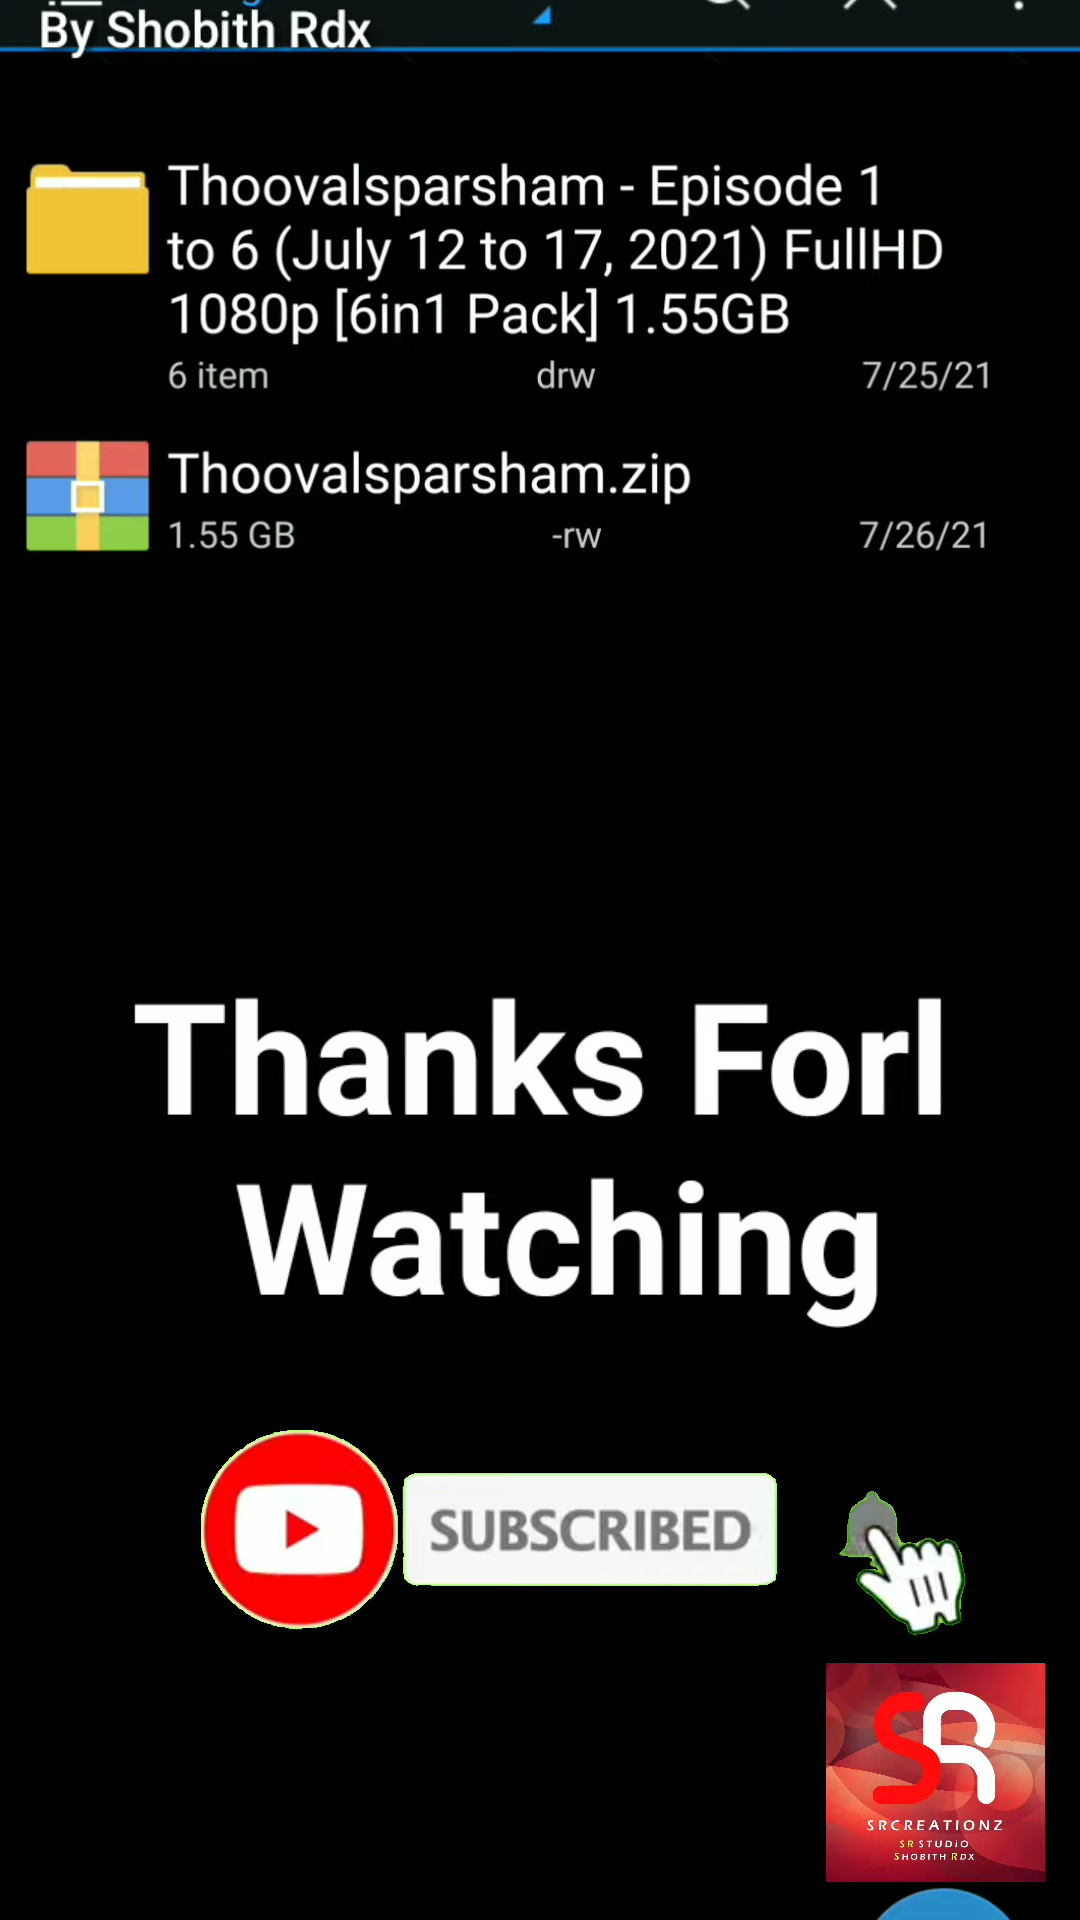 By Shobith Rdx
Thoovalsparsham - Episode 1
to 6 (July 12 to 17, 2021) FullHD
1080p [6in1 Pack] 1.55GB
6 item drw 7/25/21
Thoovalsparsham.zip
1.55 GB -rw 7/26/21
Thanks Forl
Watching
SUBSCRIBED
SR
SRCREATIONZ
SR STUDiO
SHOBITH RDX